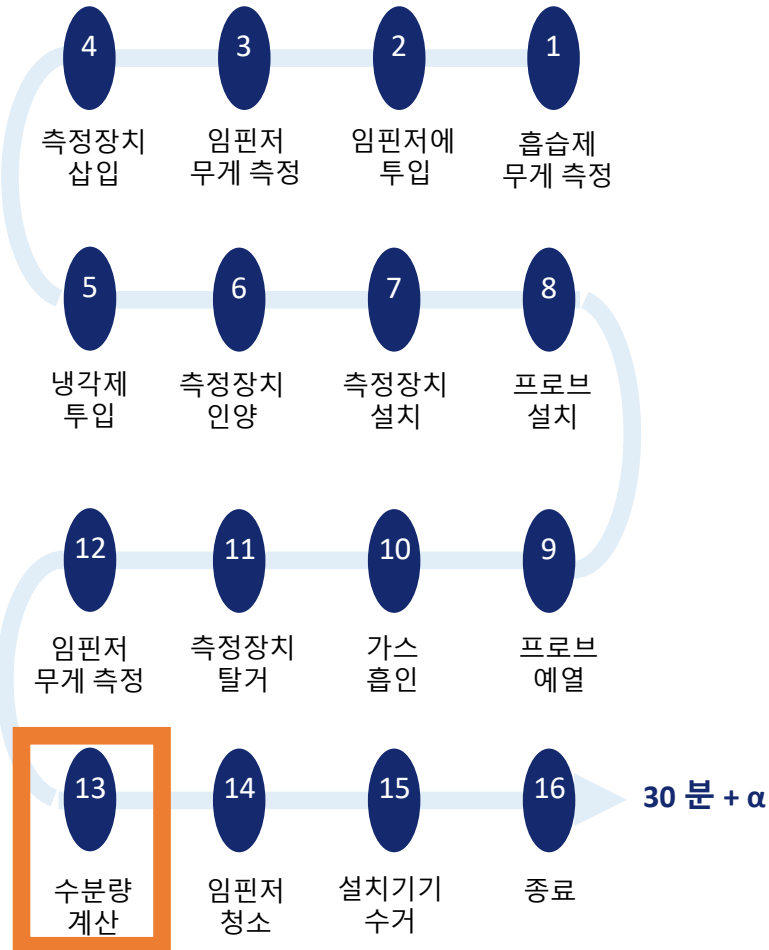 4 3 2 1
측정장치 임핀저 임핀저에 흡습제
삽입 무게 측정 투입 무게 측정
5 6 7 8
냉각제 측정장치 측정장치 프로브
투입 인양 설치 설치
12 11 10 9
임핀저 측정장치 가스 프로브
무게 측정 탈거 흡인 예열
13 14 15 16 30 분 + α
수분량 임핀저 설치기기 종료
계산 청소 수거